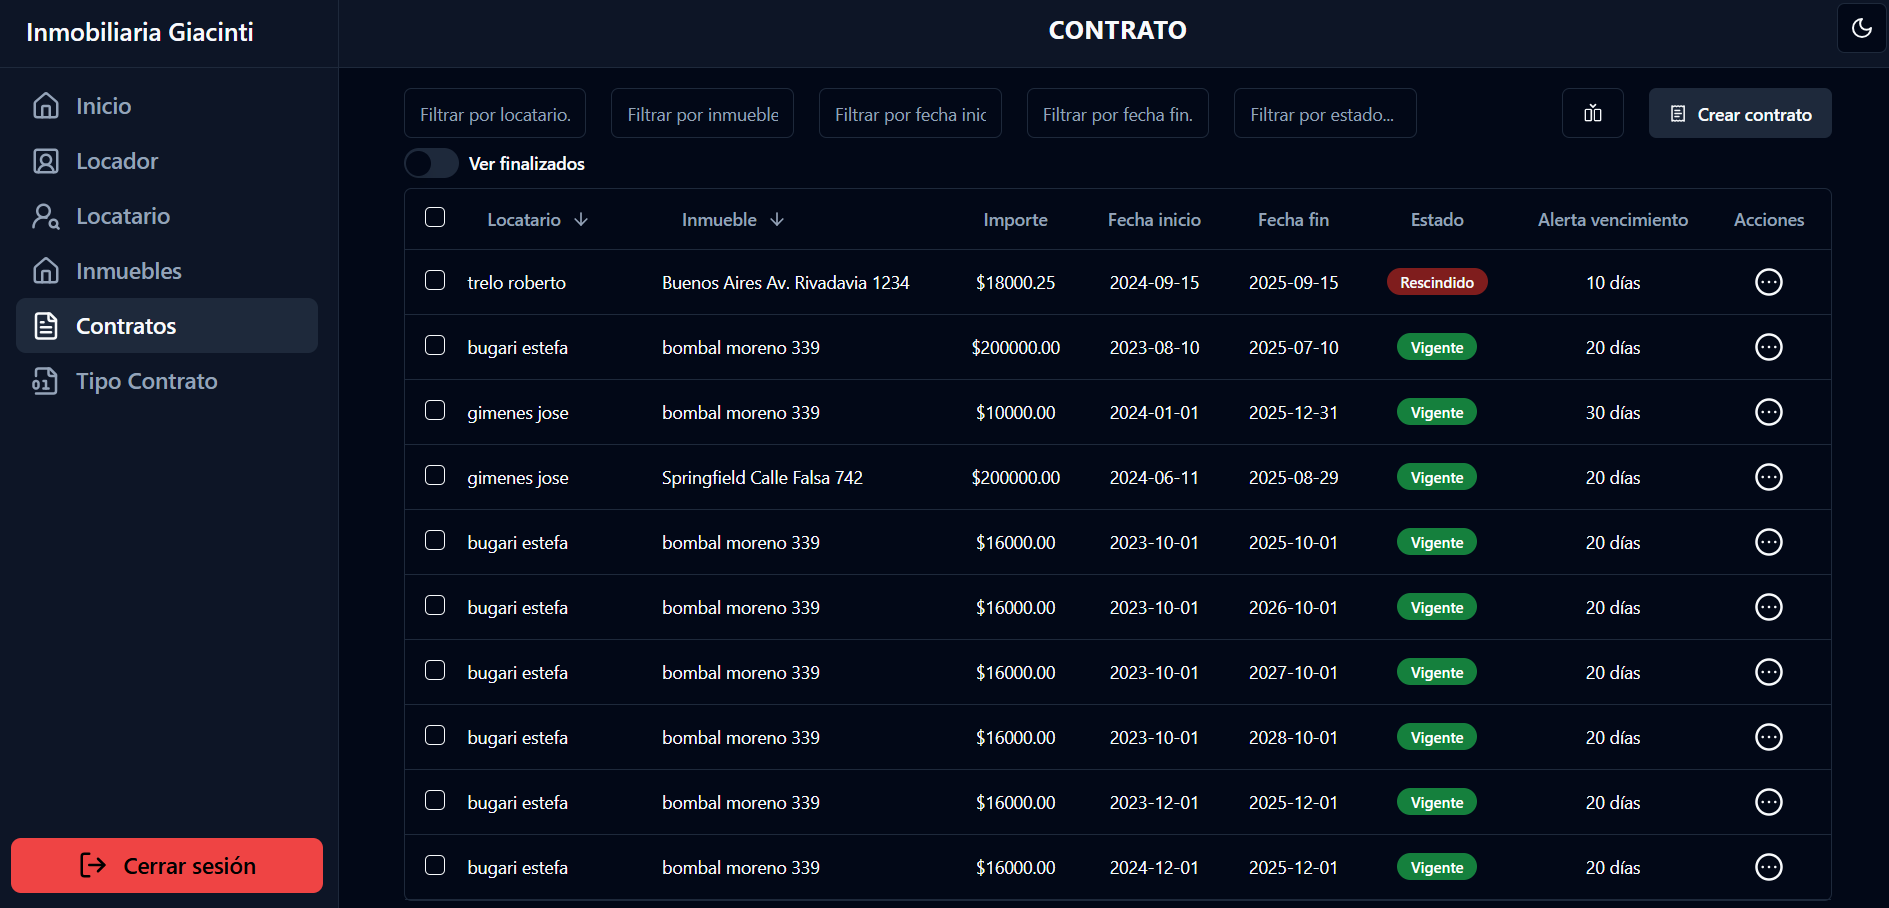 Inmobiliaria Giacinti
CONTRATO
Inicio
Locador
Locatario
Inmuebles
Contratos
Tipo Contrato
Cerrar sesión
Filtrar por locatario. Filtrar por inmueble Filtrar por fecha inic Filtrar por fecha fin. Filtrar por estado... Crear contrato
Ver finalizados
Locatario Inmueble Importe Fecha inicio Fecha fin Estado Alerta vencimiento Acciones
trelo roberto Buenos Aires Av. Rivadavia 1234 $18000.25 2024-09-15 2025-09-15 Rescindido 10 días
bugari estefa bombal moreno 339 $200000.00 2023-08-10 2025-07-10 Vigente 20 días
gimenes jose bombal moreno 339 $10000.00 2024-01-01 2025-12-31 Vigente 30 días
gimenes jose Springfield Calle Falsa 742 $200000.00 2024-06-11 2025-08-29 Vigente 20 días
bugari estefa bombal moreno 339 $16000.00 2023-10-01 2025-10-01 Vigente 20 días
bugari estefa bombal moreno 339 $16000.00 2023-10-01 2026-10-01 Vigente 20 días
bugari estefa bombal moreno 339 $16000.00 2023-10-01 2027-10-01 Vigente 20 días
bugari estefa bombal moreno 339 $16000.00 2023-10-01 2028-10-01 Vigente 20 días
bugari estefa bombal moreno 339 $16000.00 2023-12-01 2025-12-01 Vigente 20 días
bugari estefa bombal moreno 339 $16000.00 2024-12-01 2025-12-01 Vigente 20 días